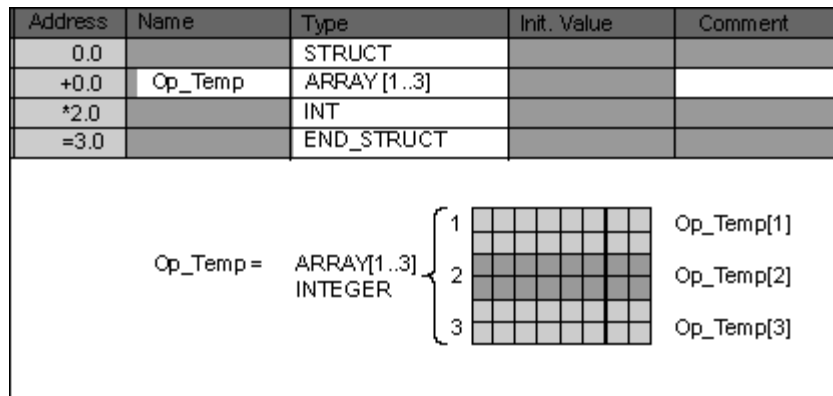 Address Name Type Init. Value Comment
0.0 STRUCT
+0.0 Op_Temp ARRAY [1..3]
*2.0 INT
=3.0 END_STRUCT
1 Op_Temp[1]
Op_Temp = ARRAY[1..3] 2 Op_Temp[2]
INTEGER
3 Op_Temp[3]